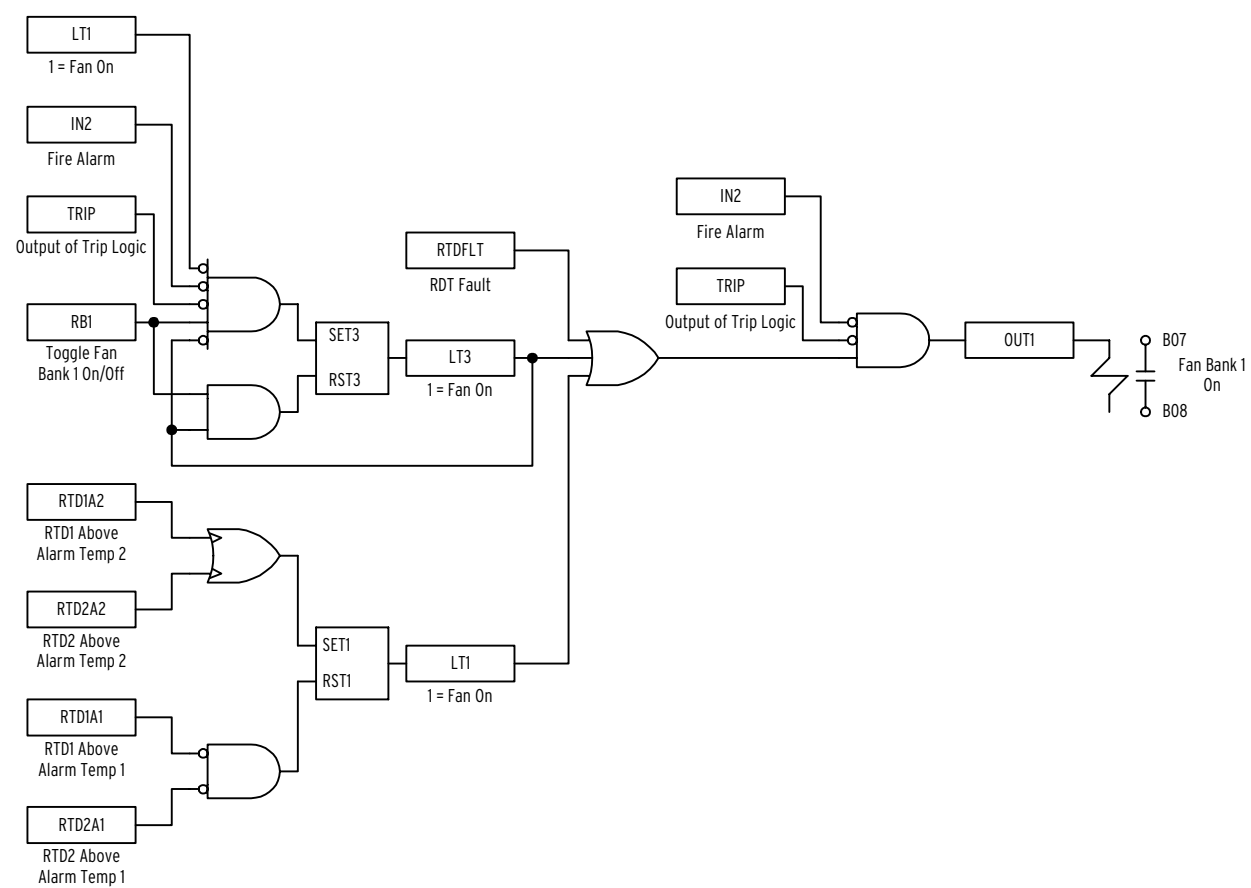 LT1
1 = Fan On
IN2
Fire Alarm
TRIP
Output of Trip Logic
RB1
Toggle Fan
Bank 1 On/Off
SET3
RST3
LT3
1 = Fan On
RTDFLT
RDT Fault
IN2
Fire Alarm
TRIP
Output of Trip Logic
OUT1
B07
Fan Bank 1
On
B08
RTD1A2
RTD1 Above
Alarm Temp 2
RTD2A2
RTD2 Above
Alarm Temp 2
SET1
RST1
LT1
1 = Fan On
RTD1A1
RTD1 Above
Alarm Temp 1
RTD2A1
RTD2 Above
Alarm Temp 1